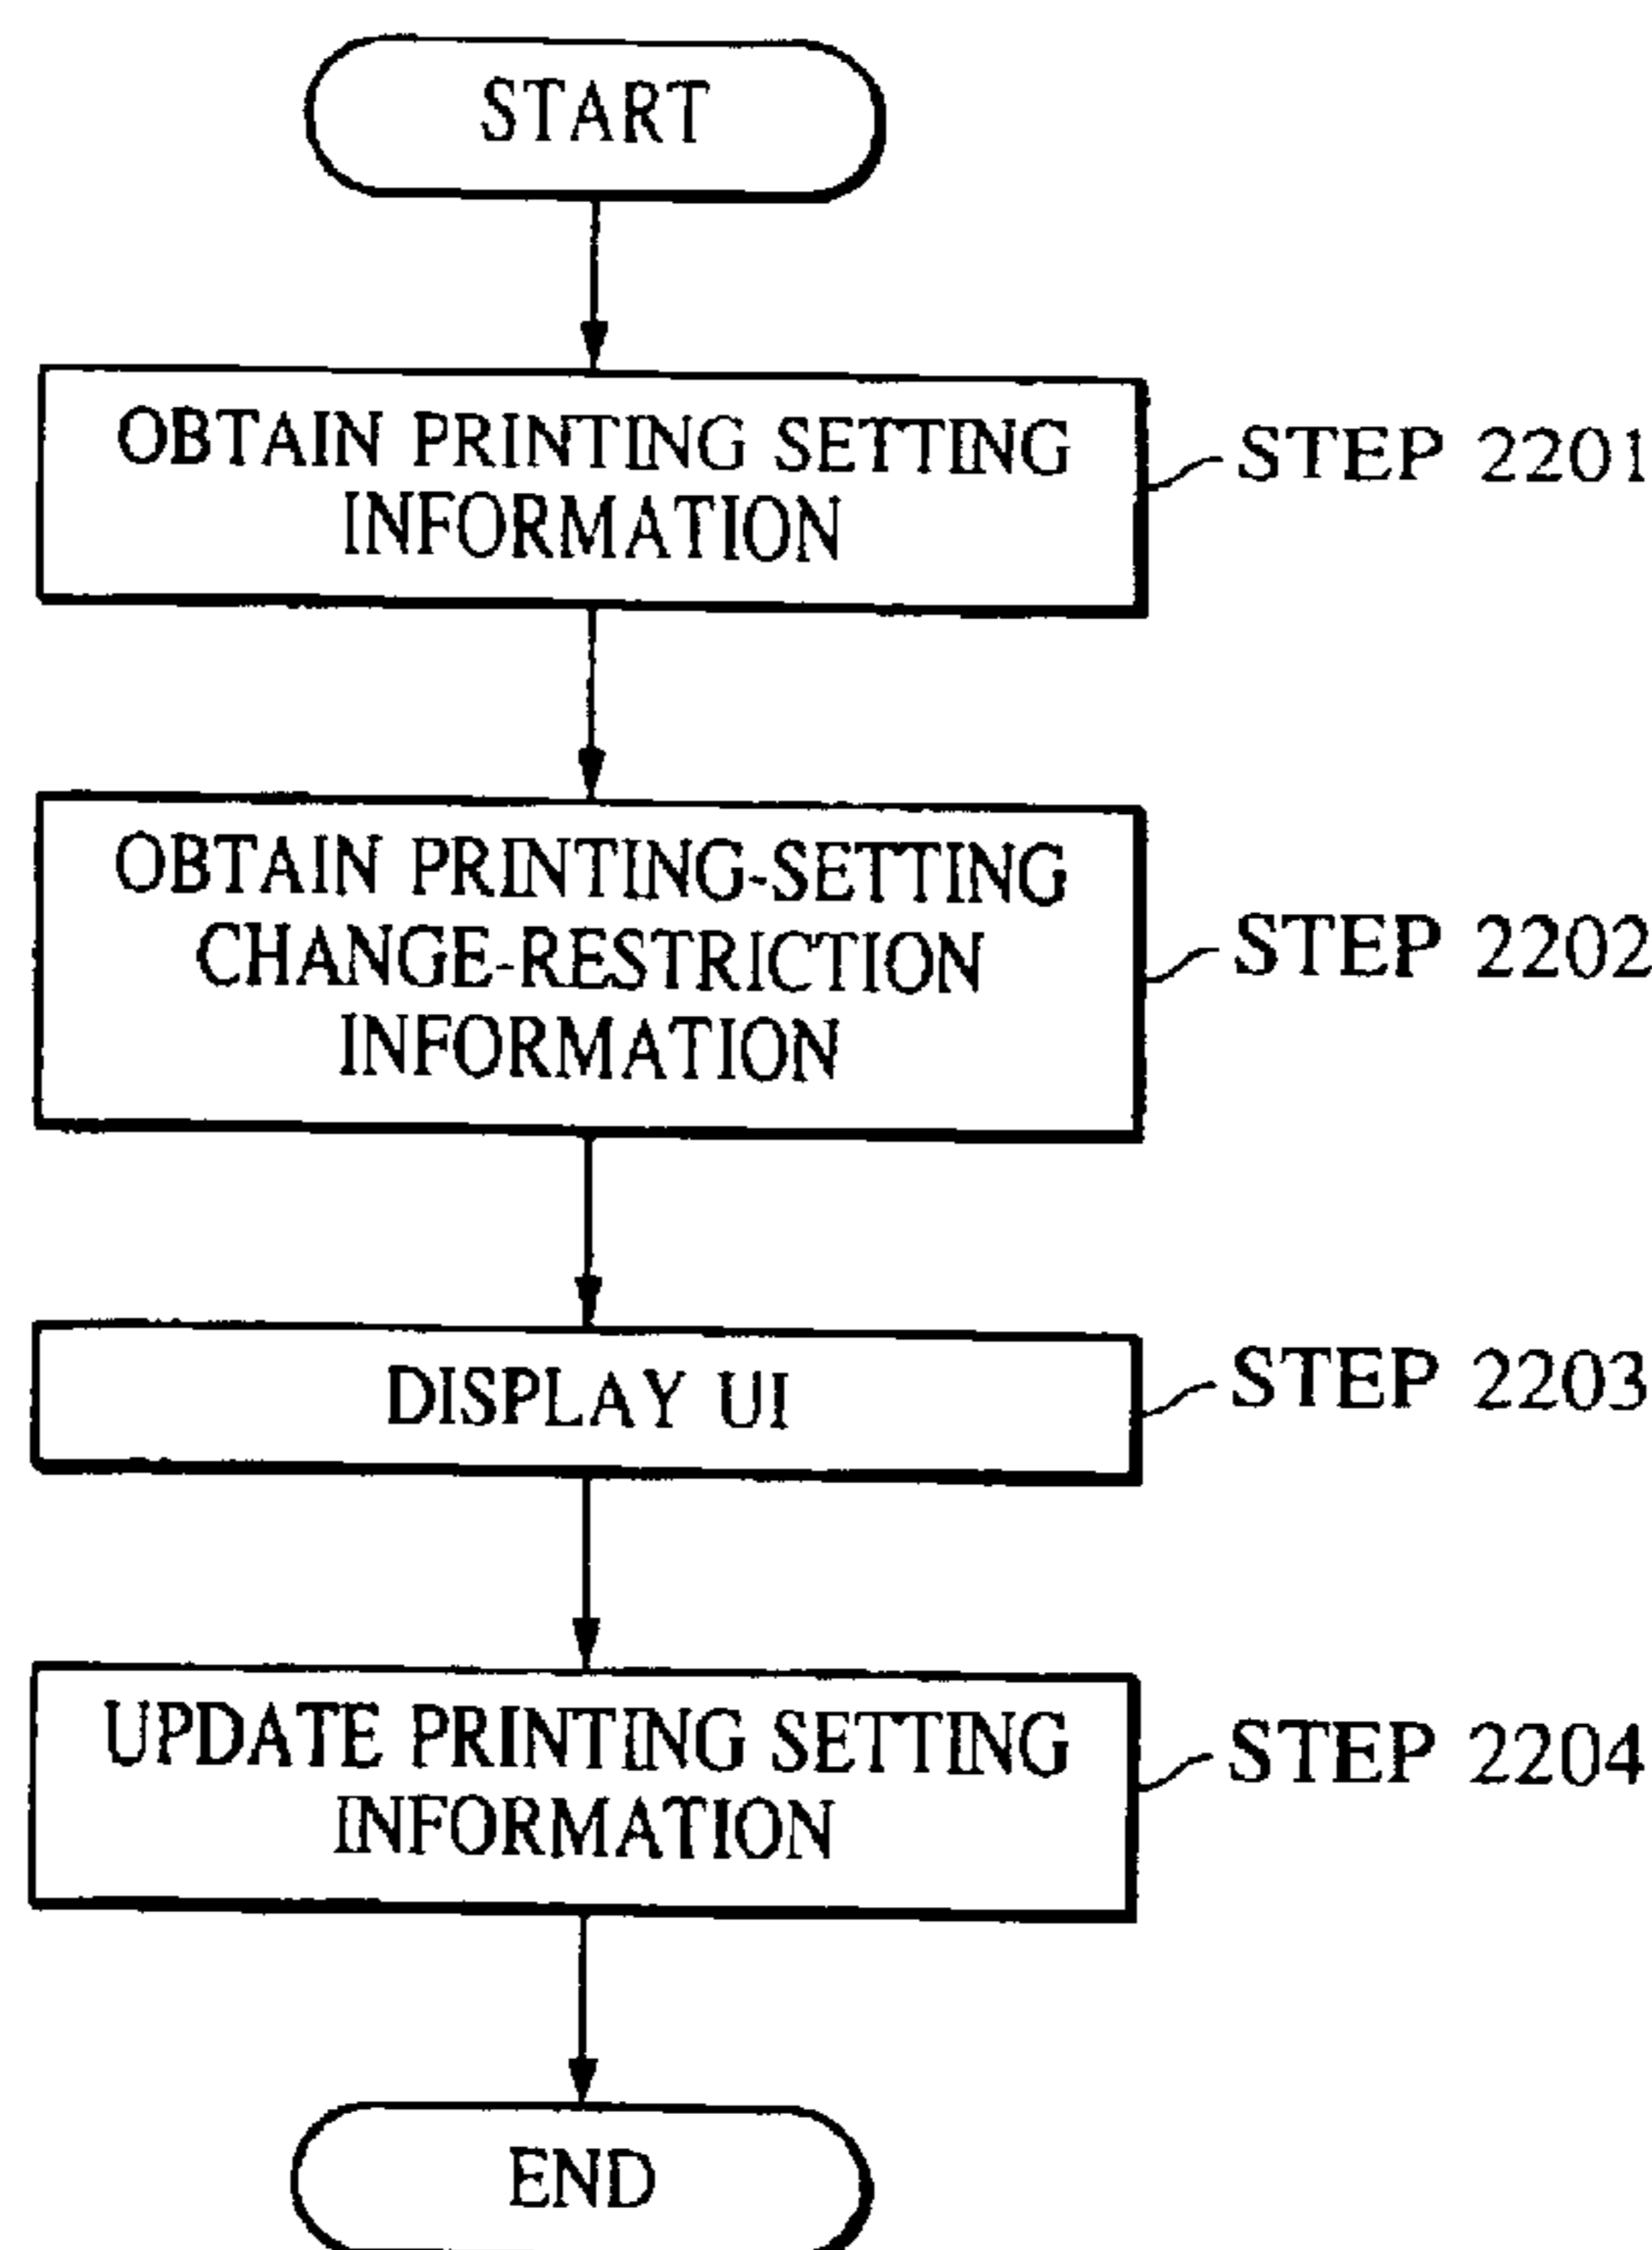 START
OBTAIN PRINTING SETTING
INFORMATION
STEP 2201
OBTAIN PRINTING-SETTING
CHANGE-RESTRICTION
INFORMATION
STEP 2202
DISPLAY UI
STEP 2203
UPDATE PRINTING SETTING
INFORMATION
STEP 2204
END